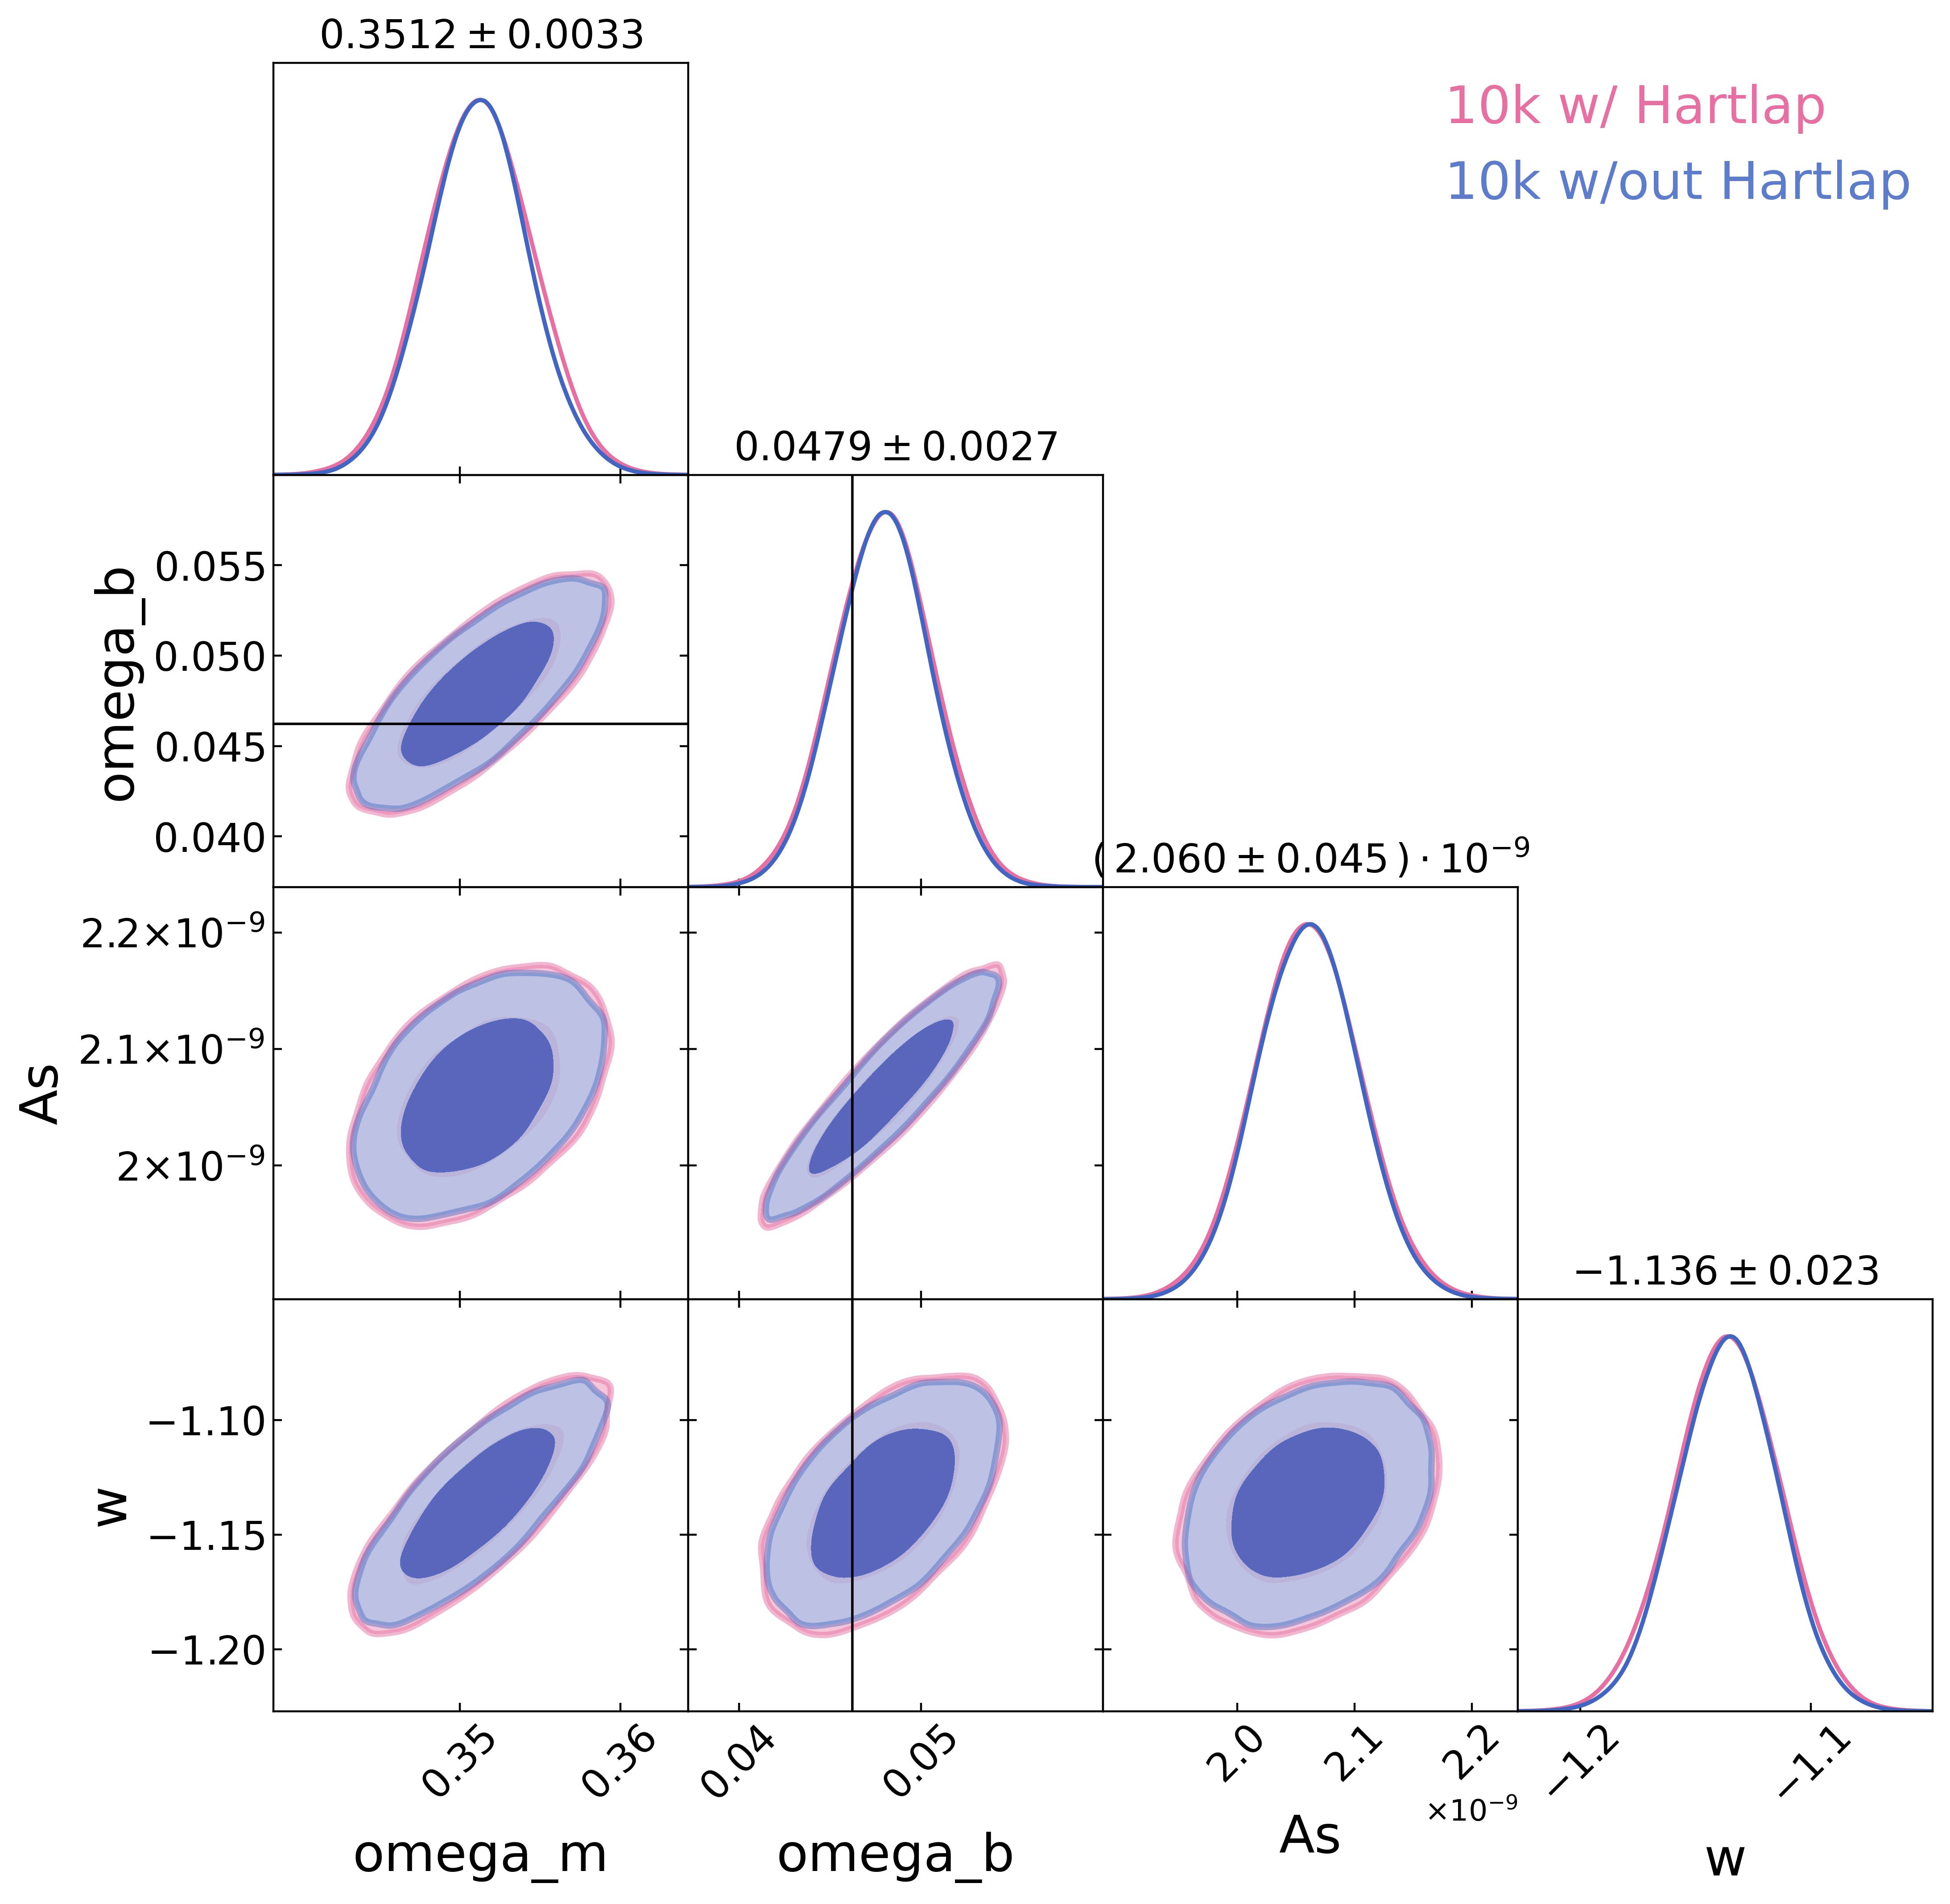 0.3512 ± 0.0033
10k w/ Hartlap
10k w/out Hartlap
0.0479 ± 0.0027
omega_b
0.055
0.050
0.045
0.040
(2.060 ± 0.045) · 10⁻⁹
As
2.2×10⁻⁹
2.1×10⁻⁹
2×10⁻⁹
−1.136 ± 0.023
w
−1.10
−1.15
−1.20
0.35 0.36 0.04 0.05 2.0 2.1 2.2 −1.2 −1.1
×10⁻⁹
omega_m omega_b As w